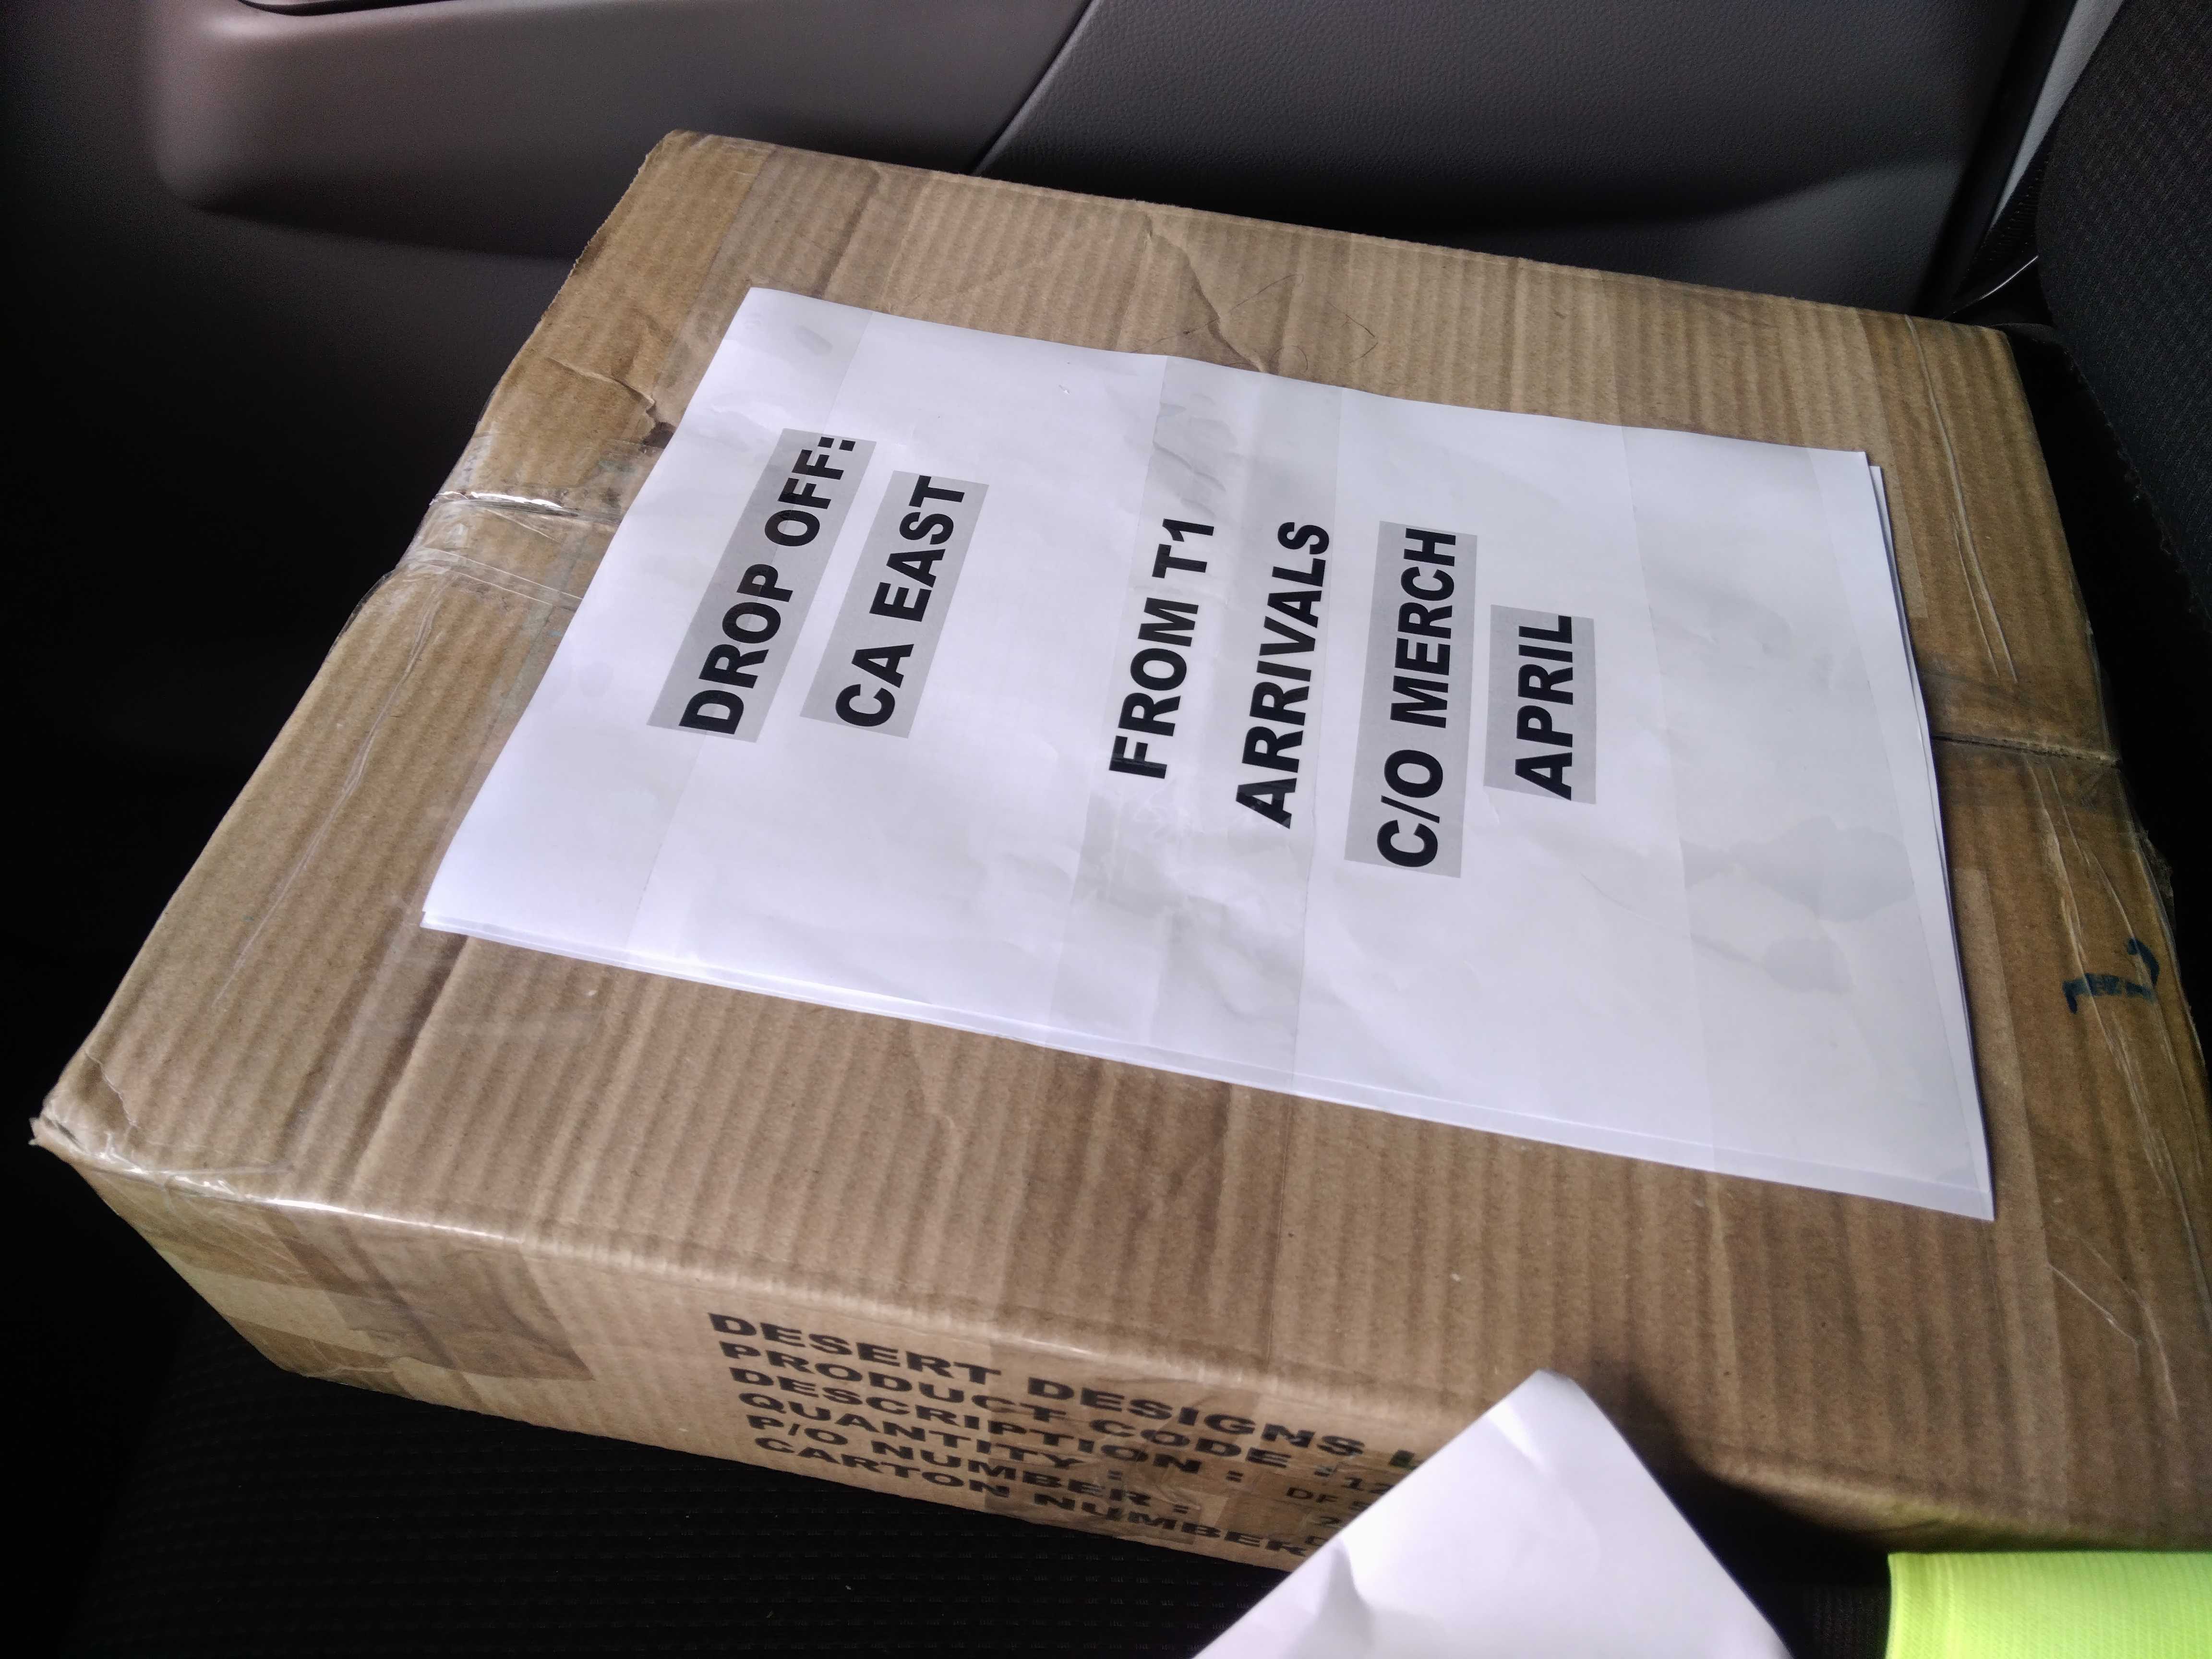 DROP OFF:
CA EAST
FROM T1
ARRIVALS
C/O MERCH
APRIL
DESERT DESIGNS
PRODUCT CODE :
DESCRIPTION :
QUANTITY :
P/O NUMBER :
CARTON NUMBER